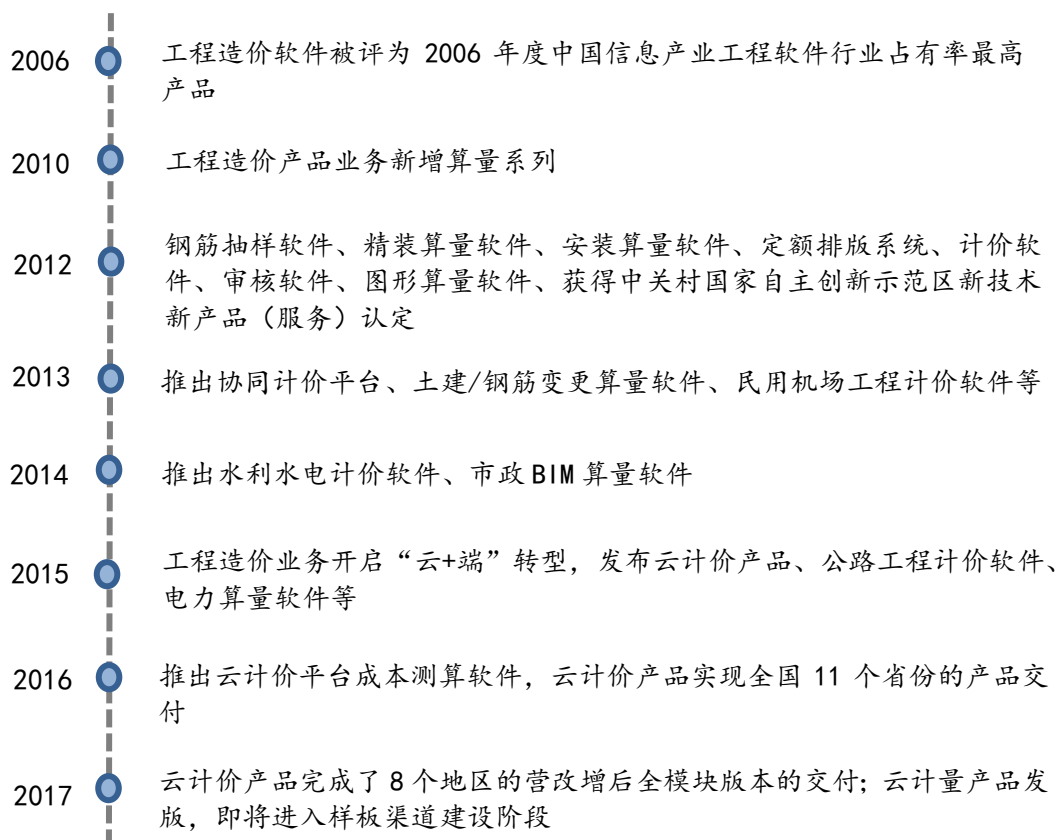 2006
工程造价软件被评为 2006 年度中国信息产业工程软件行业占有率最高
产品
2010
工程造价产品业务新增算量系列
2012
钢筋抽样软件、精装算量软件、安装算量软件、定额排版系统、计价软
件、审核软件、图形算量软件、获得中关村国家自主创新示范区新技术
新产品（服务）认定
2013
推出协同计价平台、土建/钢筋变更算量软件、民用机场工程计价软件等
2014
推出水利水电计价软件、市政 BIM 算量软件
2015
工程造价业务开启“云+端”转型，发布云计价产品、公路工程计价软件、
电力算量软件等
2016
推出云计价平台成本测算软件，云计价产品实现全国 11 个省份的产品交
付
2017
云计价产品完成了 8 个地区的营改增后全模块版本的交付；云计量产品发
版，即将进入样板渠道建设阶段